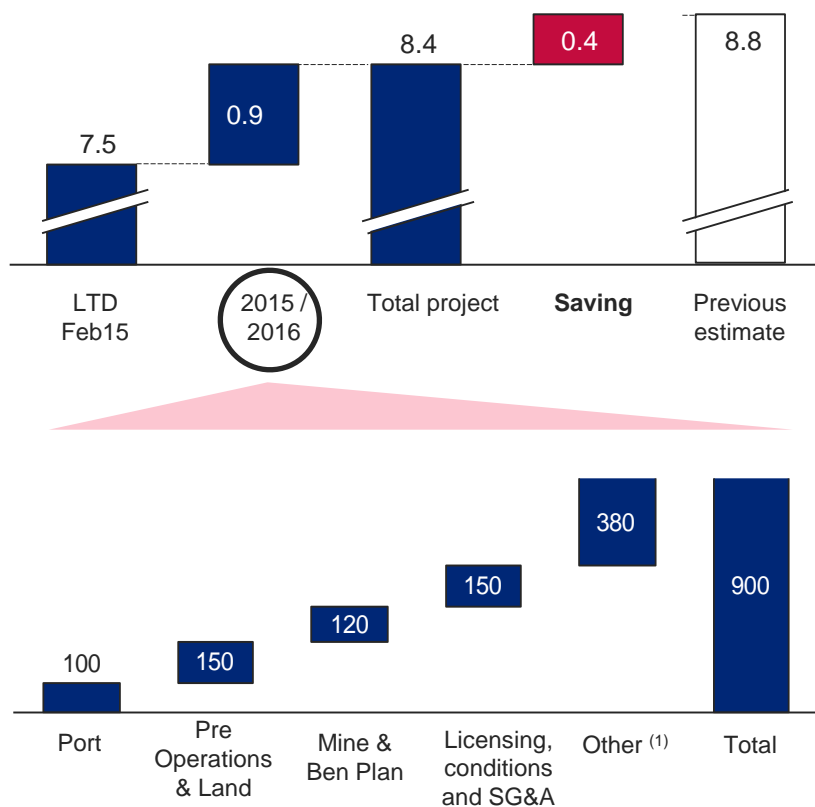 7.5
0.9
8.4
0.4
8.8
LTD
Feb15
2015 /
2016
Total project
Saving
Previous
estimate
100
150
120
150
380
900
Port
Pre
Operations
& Land
Mine &
Ben Plan
Licensing,
conditions
and SG&A
Other (1)
Total